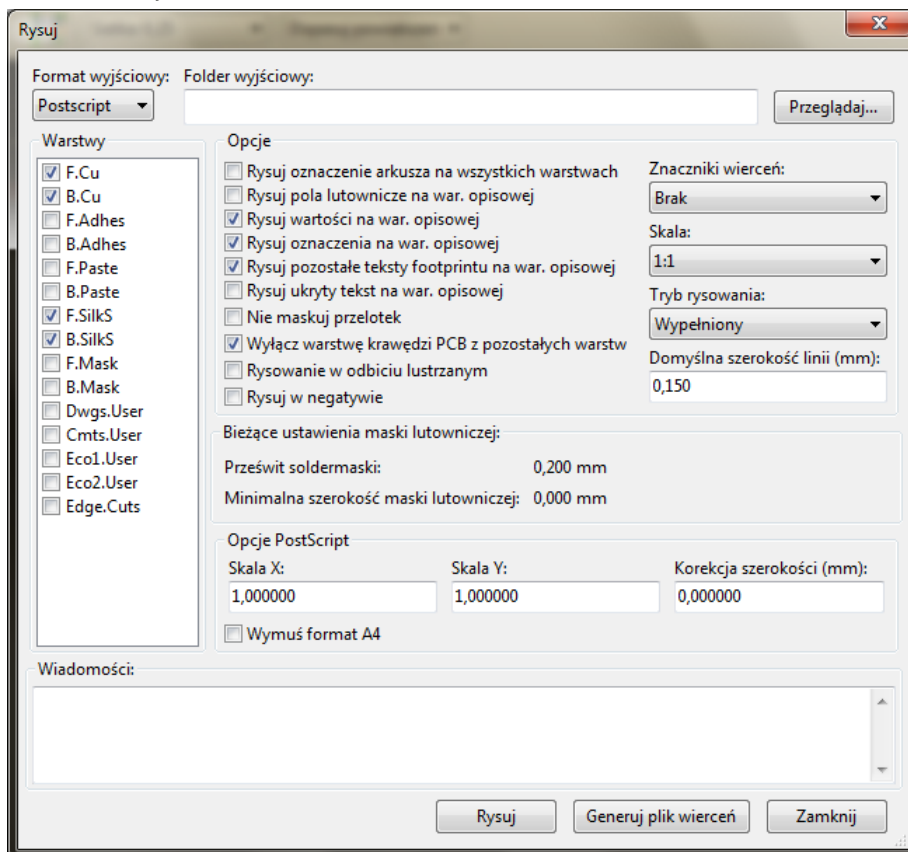 Rysuj
Format wyjściowy: Folder wyjściowy:
Postscript
Przeglądaj...
Warstwy
F.Cu
B.Cu
F.Adhes
B.Adhes
F.Paste
B.Paste
F.SilkS
B.SilkS
F.Mask
B.Mask
Dwgs.User
Cmts.User
Eco1.User
Eco2.User
Edge.Cuts
Opcje
Rysuj oznaczenie arkusza na wszystkich warstwach
Rysuj pola lutownicze na war. opisowej
Rysuj wartości na war. opisowej
Rysuj oznaczenia na war. opisowej
Rysuj pozostałe teksty footprintu na war. opisowej
Rysuj ukryty tekst na war. opisowej
Nie maskuj przelotek
Wyłącz warstwę krawędzi PCB z pozostałych warstw
Rysowanie w odbiciu lustrzanym
Rysuj w negatywie
Znaczniki wierceń:
Brak
Skala:
1:1
Tryb rysowania:
Wypełniony
Domyślna szerokość linii (mm):
0,150
Bieżące ustawienia maski lutowniczej:
Prześwit soldermaski: 0,200 mm
Minimalna szerokość maski lutowniczej: 0,000 mm
Opcje PostScript
Skala X: Skala Y: Korekcja szerokości (mm):
1,000000 1,000000 0,000000
Wymuś format A4
Wiadomości:
Rysuj Generuj plik wierceń Zamknij